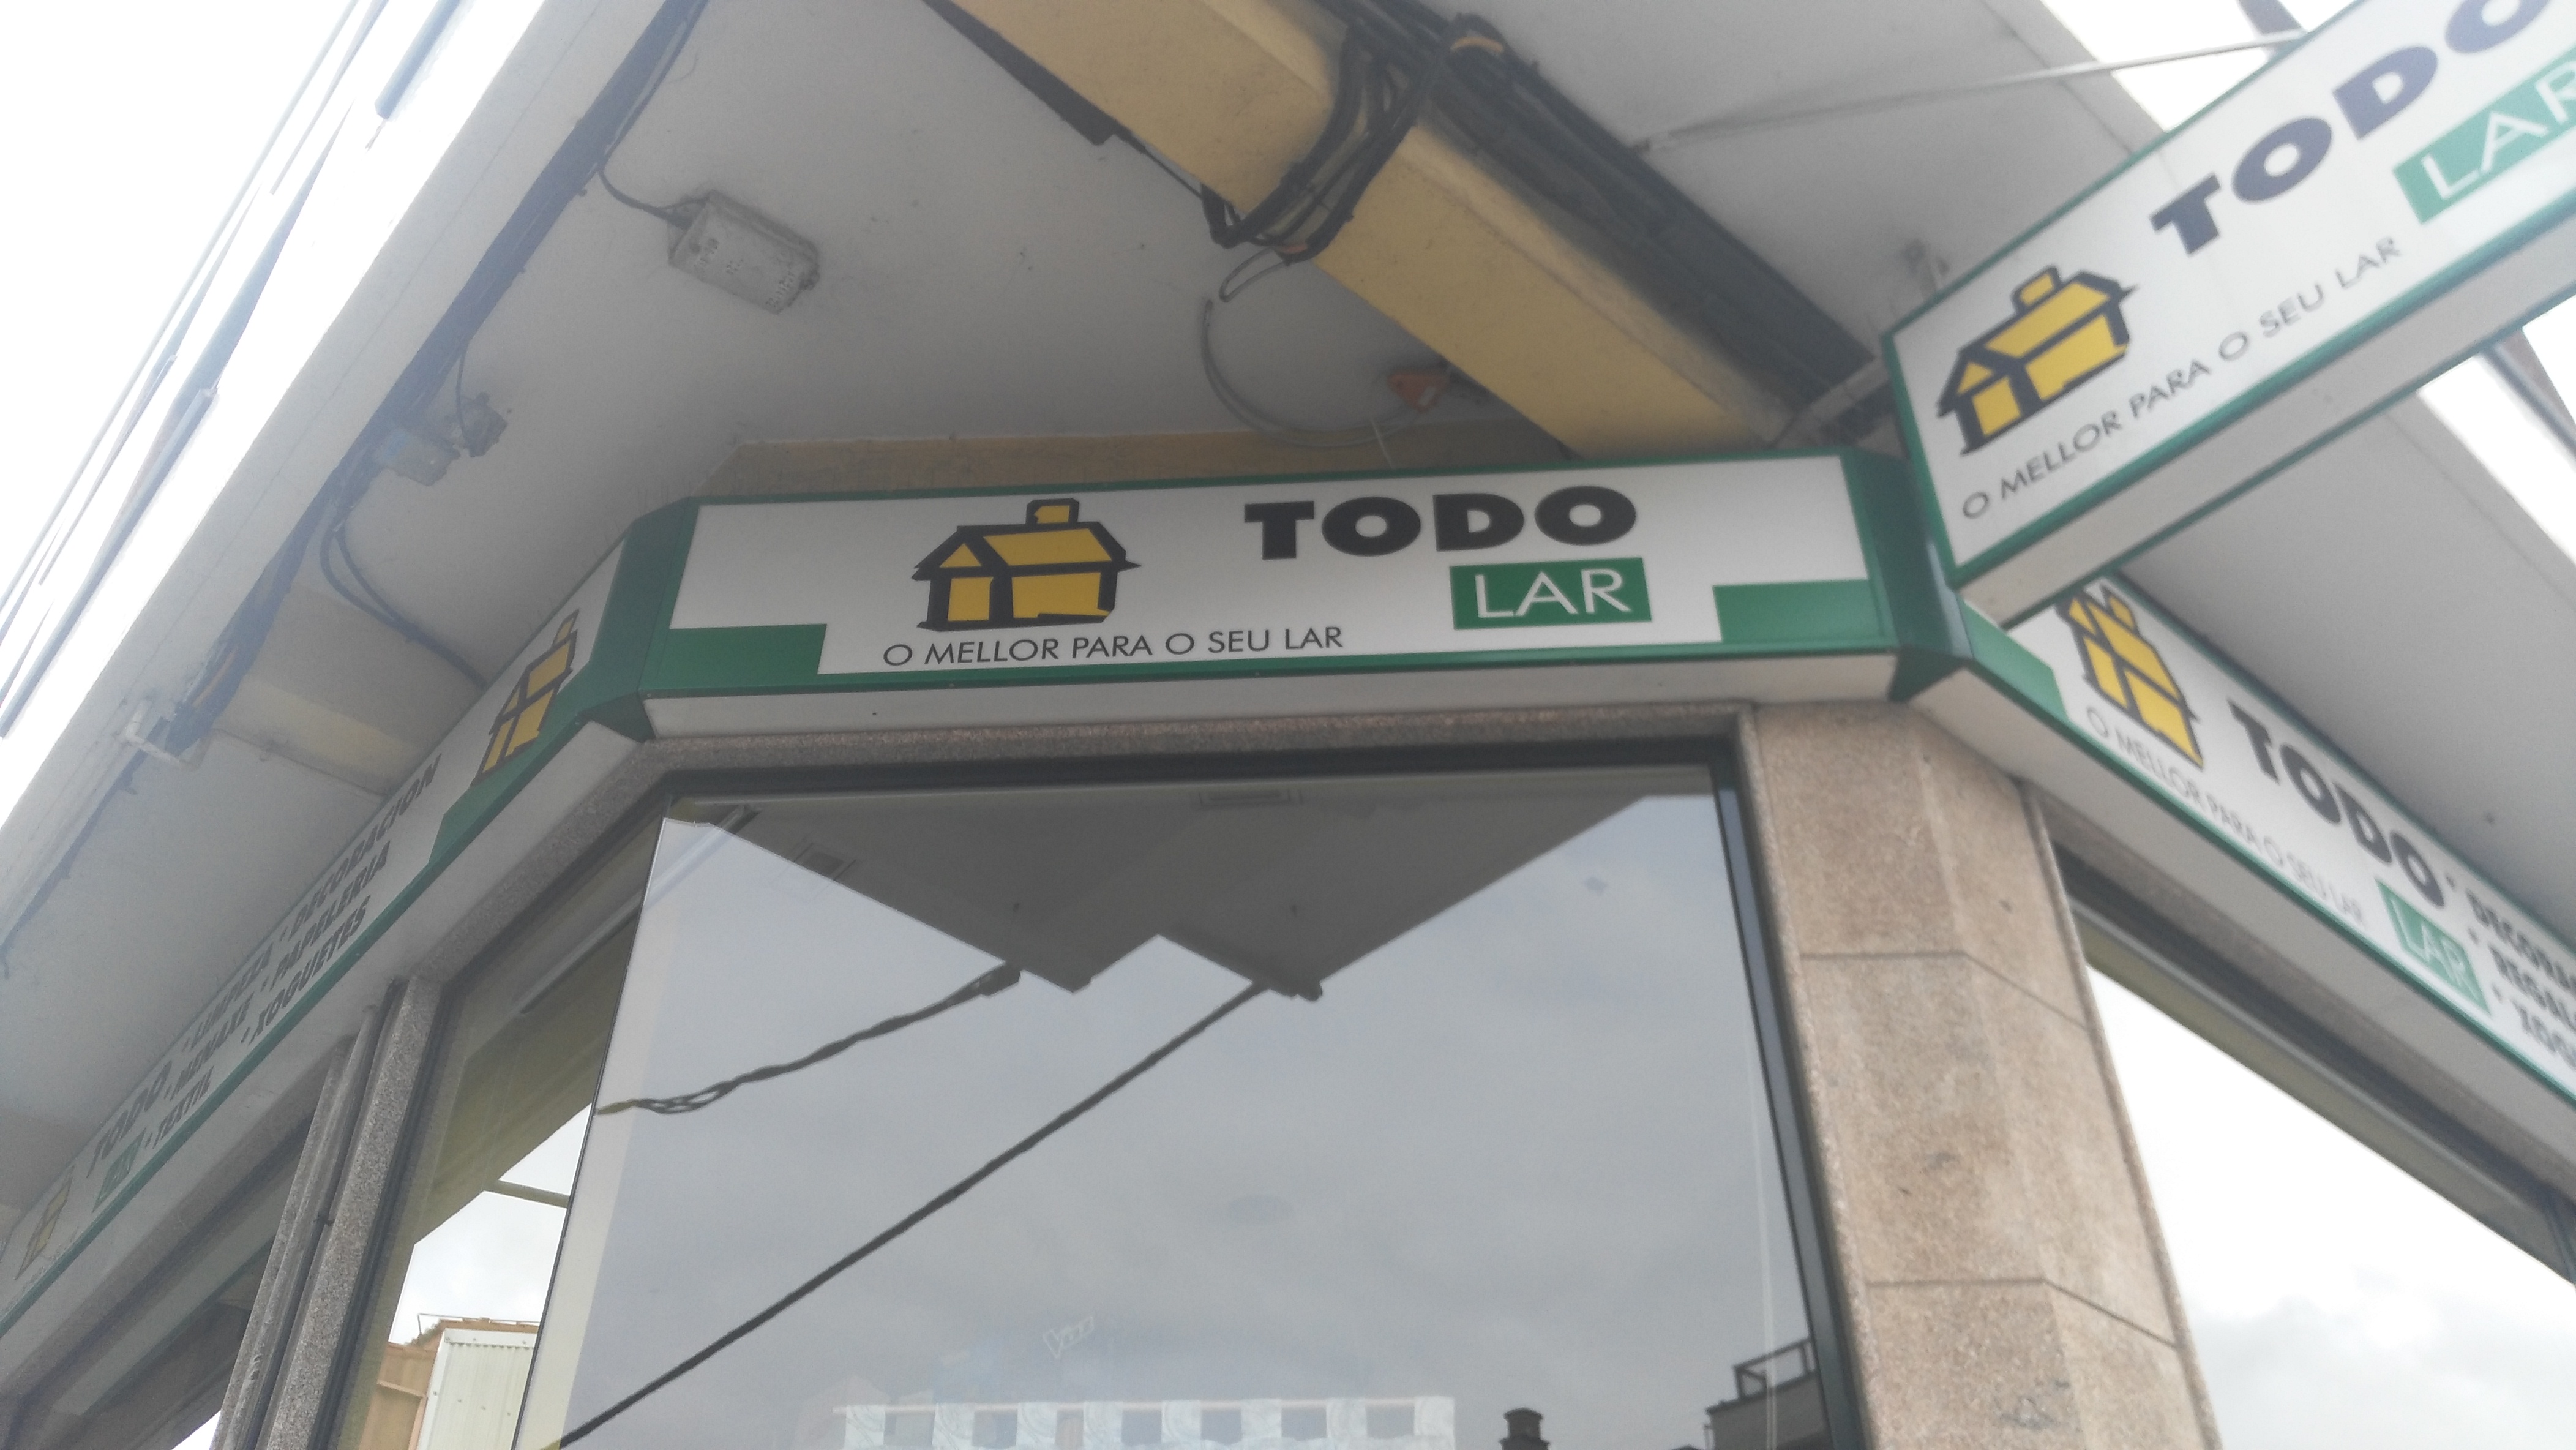 TODO
LAR
O MELLOR PARA O SEU LAR
TODO
LAR
O MELLOR PARA O SEU LAR
TODO
LAR
O MELLOR PARA O SEU LAR
TODO
LAR
· LIMPEZA · DECORACION
· MENAXE · PAPELERIA
· TEXTIL · XOGUETES